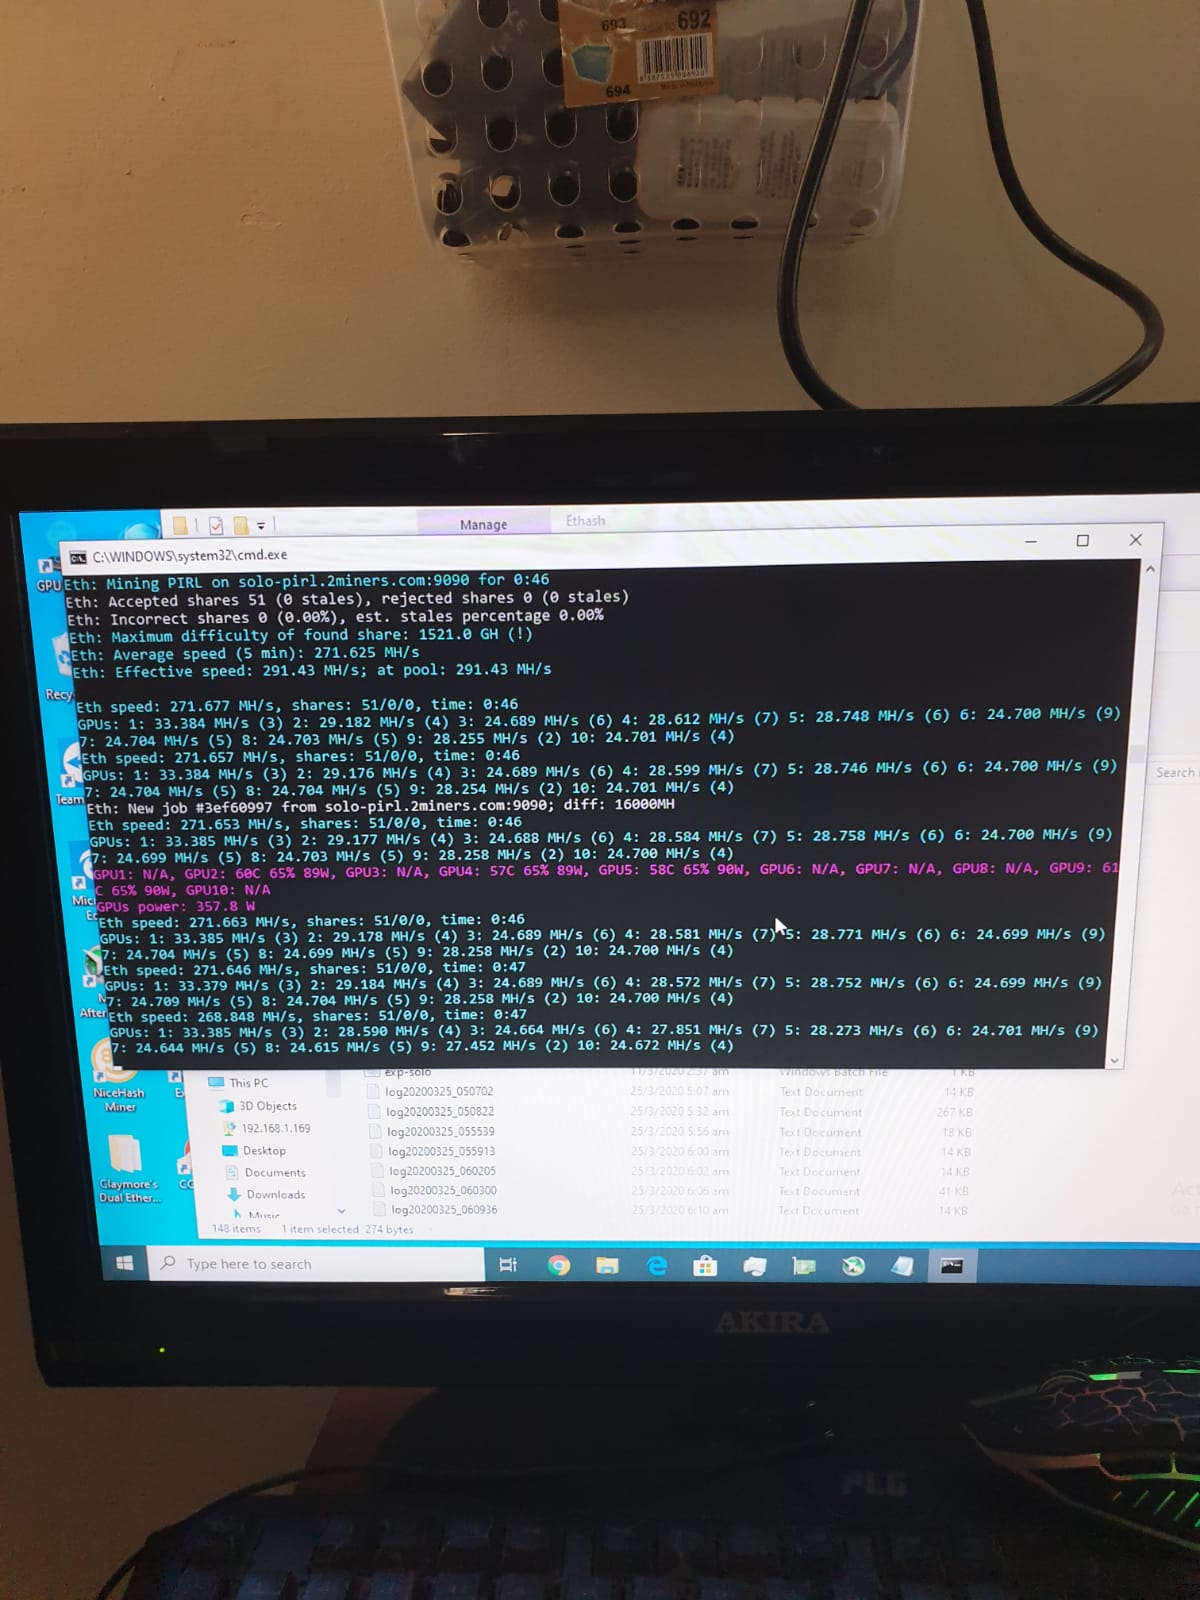 693
692
694
Manage
Ethash
C:\WINDOWS\system32\cmd.exe
GPU
Eth: Mining PIRL on solo-pirl.2miners.com:9090 for 0:46
Eth: Accepted shares 51 (0 stales), rejected shares 0 (0 stales)
Eth: Incorrect shares 0 (0.00%), est. stales percentage 0.00%
Eth: Maximum difficulty of found share: 1521.0 GH (!)
Eth: Average speed (5 min): 271.625 MH/s
Eth: Effective speed: 291.43 MH/s; at pool: 291.43 MH/s
Recy
Eth speed: 271.677 MH/s, shares: 51/0/0, time: 0:46
GPUs: 1: 33.384 MH/s (3) 2: 29.182 MH/s (4) 3: 24.689 MH/s (6) 4: 28.612 MH/s (7) 5: 28.748 MH/s (6) 6: 24.700 MH/s (9)
7: 24.704 MH/s (5) 8: 24.703 MH/s (5) 9: 28.255 MH/s (2) 10: 24.701 MH/s (4)
Eth speed: 271.657 MH/s, shares: 51/0/0, time: 0:46
GPUs: 1: 33.384 MH/s (3) 2: 29.176 MH/s (4) 3: 24.689 MH/s (6) 4: 28.599 MH/s (7) 5: 28.746 MH/s (6) 6: 24.700 MH/s (9)
7: 24.704 MH/s (5) 8: 24.704 MH/s (5) 9: 28.254 MH/s (2) 10: 24.701 MH/s (4)
Search
Team
Eth: New job #3ef60997 from solo-pirl.2miners.com:9090; diff: 16000MH
Eth speed: 271.653 MH/s, shares: 51/0/0, time: 0:46
GPUs: 1: 33.385 MH/s (3) 2: 29.177 MH/s (4) 3: 24.688 MH/s (6) 4: 28.584 MH/s (7) 5: 28.758 MH/s (6) 6: 24.700 MH/s (9)
7: 24.699 MH/s (5) 8: 24.703 MH/s (5) 9: 28.258 MH/s (2) 10: 24.700 MH/s (4)
GPU1: N/A, GPU2: 60C 65% 89W, GPU3: N/A, GPU4: 57C 65% 89W, GPU5: 58C 65% 90W, GPU6: N/A, GPU7: N/A, GPU8: N/A, GPU9: 61
C 65% 90W, GPU10: N/A
Mic
GPUs power: 357.8 W
Eth speed: 271.663 MH/s, shares: 51/0/0, time: 0:46
GPUs: 1: 33.385 MH/s (3) 2: 29.178 MH/s (4) 3: 24.689 MH/s (6) 4: 28.581 MH/s (7) 5: 28.771 MH/s (6) 6: 24.699 MH/s (9)
7: 24.704 MH/s (5) 8: 24.699 MH/s (5) 9: 28.258 MH/s (2) 10: 24.700 MH/s (4)
Eth speed: 271.646 MH/s, shares: 51/0/0, time: 0:47
GPUs: 1: 33.379 MH/s (3) 2: 29.184 MH/s (4) 3: 24.689 MH/s (6) 4: 28.572 MH/s (7) 5: 28.752 MH/s (6) 6: 24.699 MH/s (9)
7: 24.709 MH/s (5) 8: 24.704 MH/s (5) 9: 28.258 MH/s (2) 10: 24.700 MH/s (4)
After
Eth speed: 268.848 MH/s, shares: 51/0/0, time: 0:47
GPUs: 1: 33.385 MH/s (3) 2: 28.590 MH/s (4) 3: 24.664 MH/s (6) 4: 27.851 MH/s (7) 5: 28.273 MH/s (6) 6: 24.701 MH/s (9)
7: 24.644 MH/s (5) 8: 24.615 MH/s (5) 9: 27.452 MH/s (2) 10: 24.672 MH/s (4)
exp-solo 11/3/2020 2:37 am Windows Batch File 1 KB
This PC
log20200325_050702 25/3/2020 5:07 am Text Document 14 KB
NiceHash Miner
3D Objects
log20200325_050822 25/3/2020 5:32 am Text Document 267 KB
192.168.1.169
log20200325_055539 25/3/2020 5:56 am Text Document 18 KB
Desktop
log20200325_055913 25/3/2020 6:00 am Text Document 14 KB
Documents
log20200325_060205 25/3/2020 6:02 am Text Document 14 KB
Claymore's
Dual Ether...
Downloads
log20200325_060300 25/3/2020 6:06 am Text Document 41 KB
Music
log20200325_060936 25/3/2020 6:10 am Text Document 14 KB
148 items 1 item selected 274 bytes
Type here to search
AKIRA
PLG